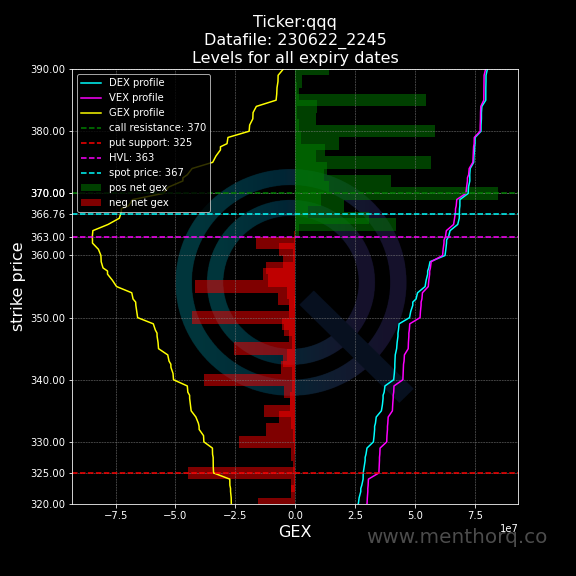 Ticker:qqq
Datafile: 230622_2245
Levels for all expiry dates
DEX profile
VEX profile
GEX profile
call resistance: 370
put support: 325
HVL: 363
spot price: 367
pos net gex
neg net gex
strike price
390.00
380.00
370.00
366.76
363.00
360.00
350.00
340.00
330.00
325.00
320.00
−7.5
−5.0
−2.5
0.0
2.5
5.0
7.5
1e7
GEX
www.menthorq.co